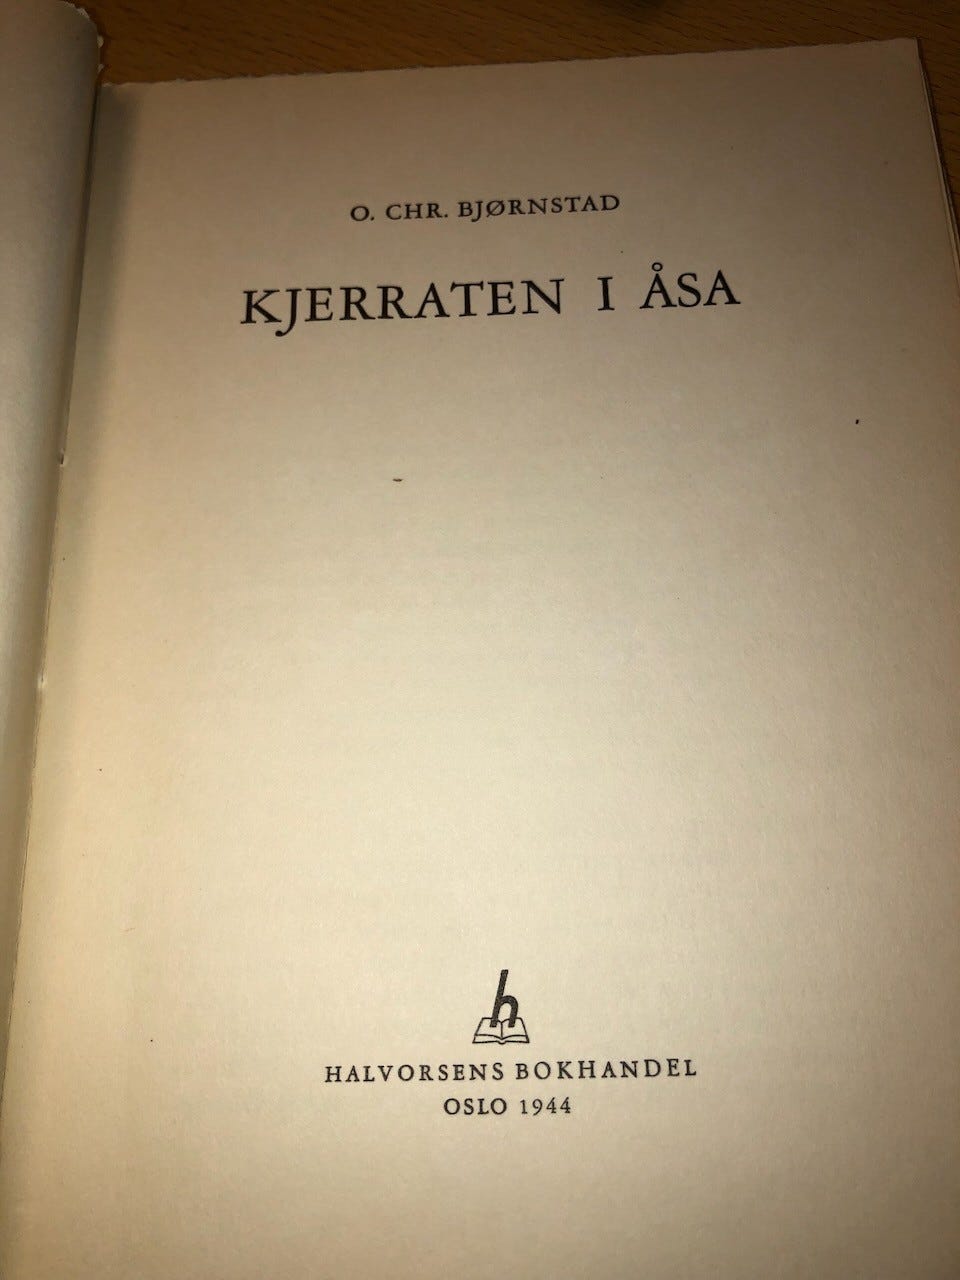 O. CHR. BJØRNSTAD
KJERRATEN I ÅSA
h
HALVORSENS BOKHANDEL
OSLO 1944